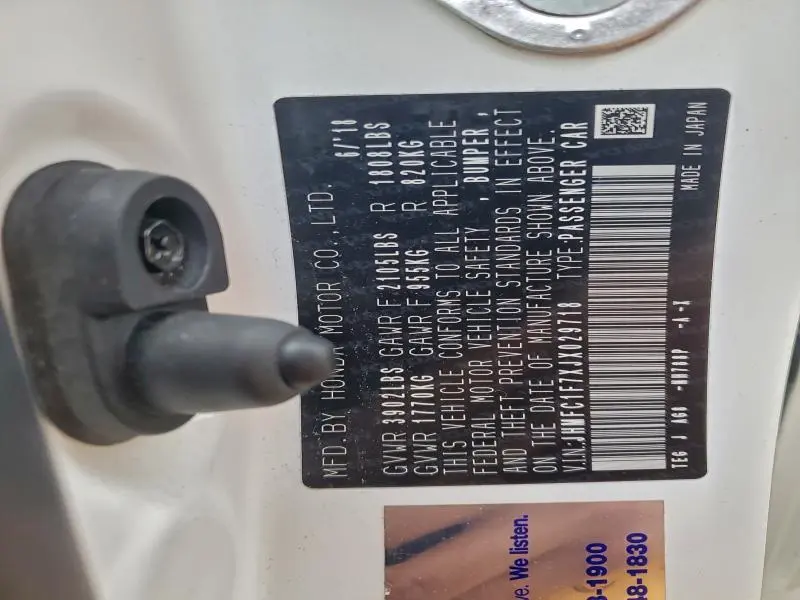 MFD. BY HONDA MOTOR CO., LTD. 6/'18
GVWR 3902LBS GAWR F 2105LBS R 1808LBS
GVWR 1770KG GAWR F 955KG R 820KG
THIS VEHICLE CONFORMS TO ALL APPLICABLE
FEDERAL MOTOR VEHICLE SAFETY , BUMPER ,
AND THEFT PREVENTION STANDARDS IN EFFECT
ON THE DATE OF MANUFACTURE SHOWN ABOVE.
V.I.N:JHMFC1F7XJX029718 TYPE:PASSENGER CAR
TEG J AG0 -NH788P -A -X MADE IN JAPAN
We listen.
-1900
-1830